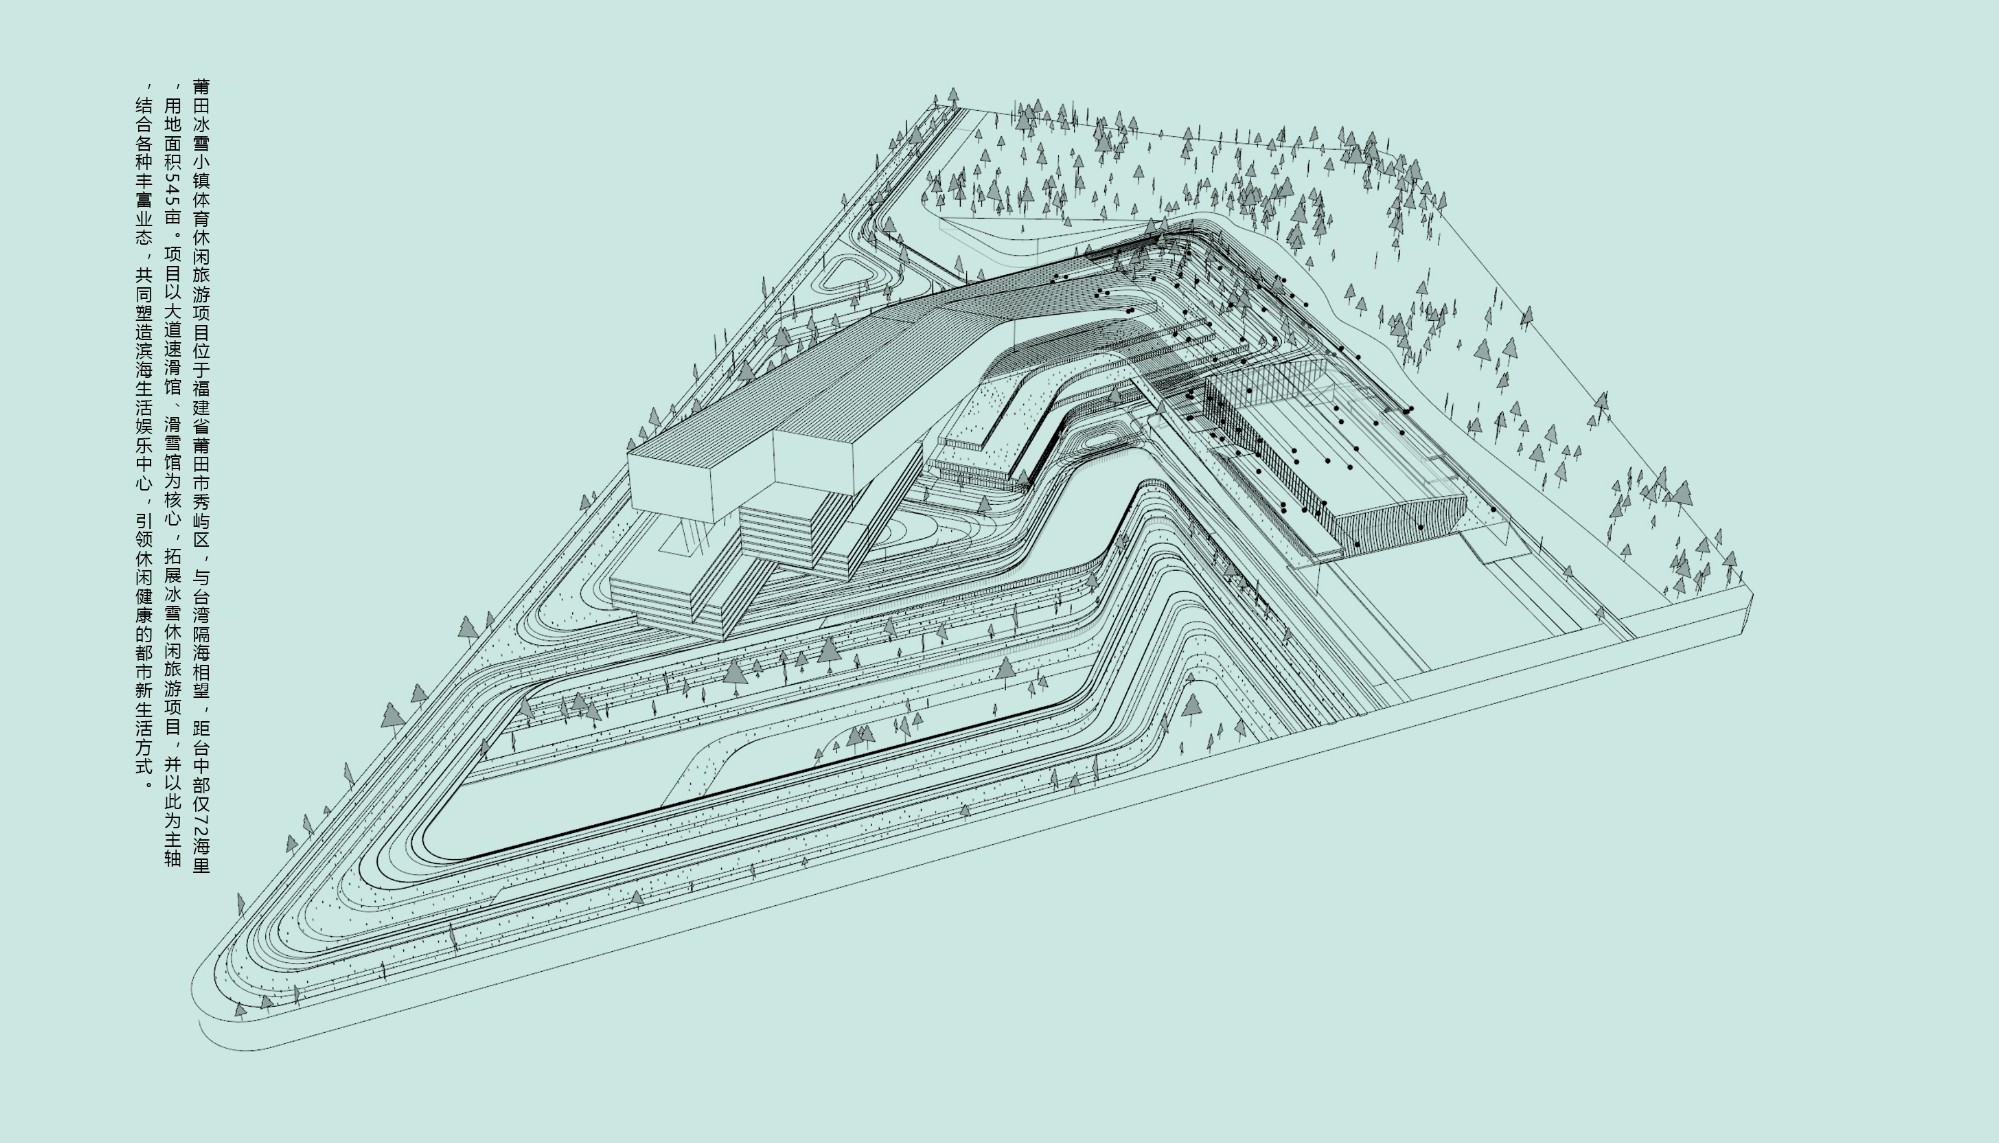 莆田冰雪小镇体育休闲旅游项目位于福建省莆田市秀屿区，与台湾隔海相望，距台中部仅72海里
，用地面积545亩。项目以大道速滑馆、滑雪馆为核心，拓展冰雪休闲旅游项目，并以此为主轴
，结合各种丰富业态，共同塑造滨海生活娱乐中心，引领休闲健康的都市新生活方式。